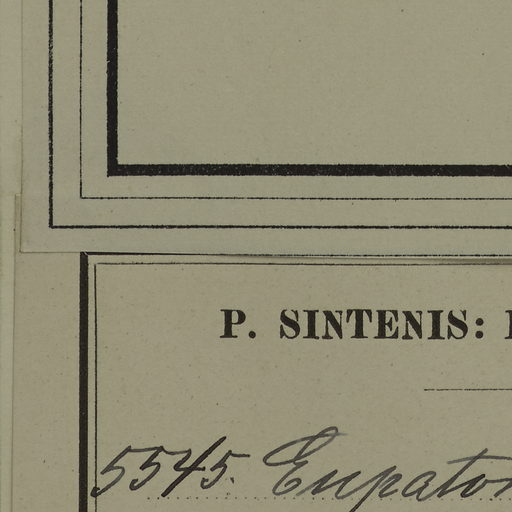 P. SINTENIS:
5545. Eupator